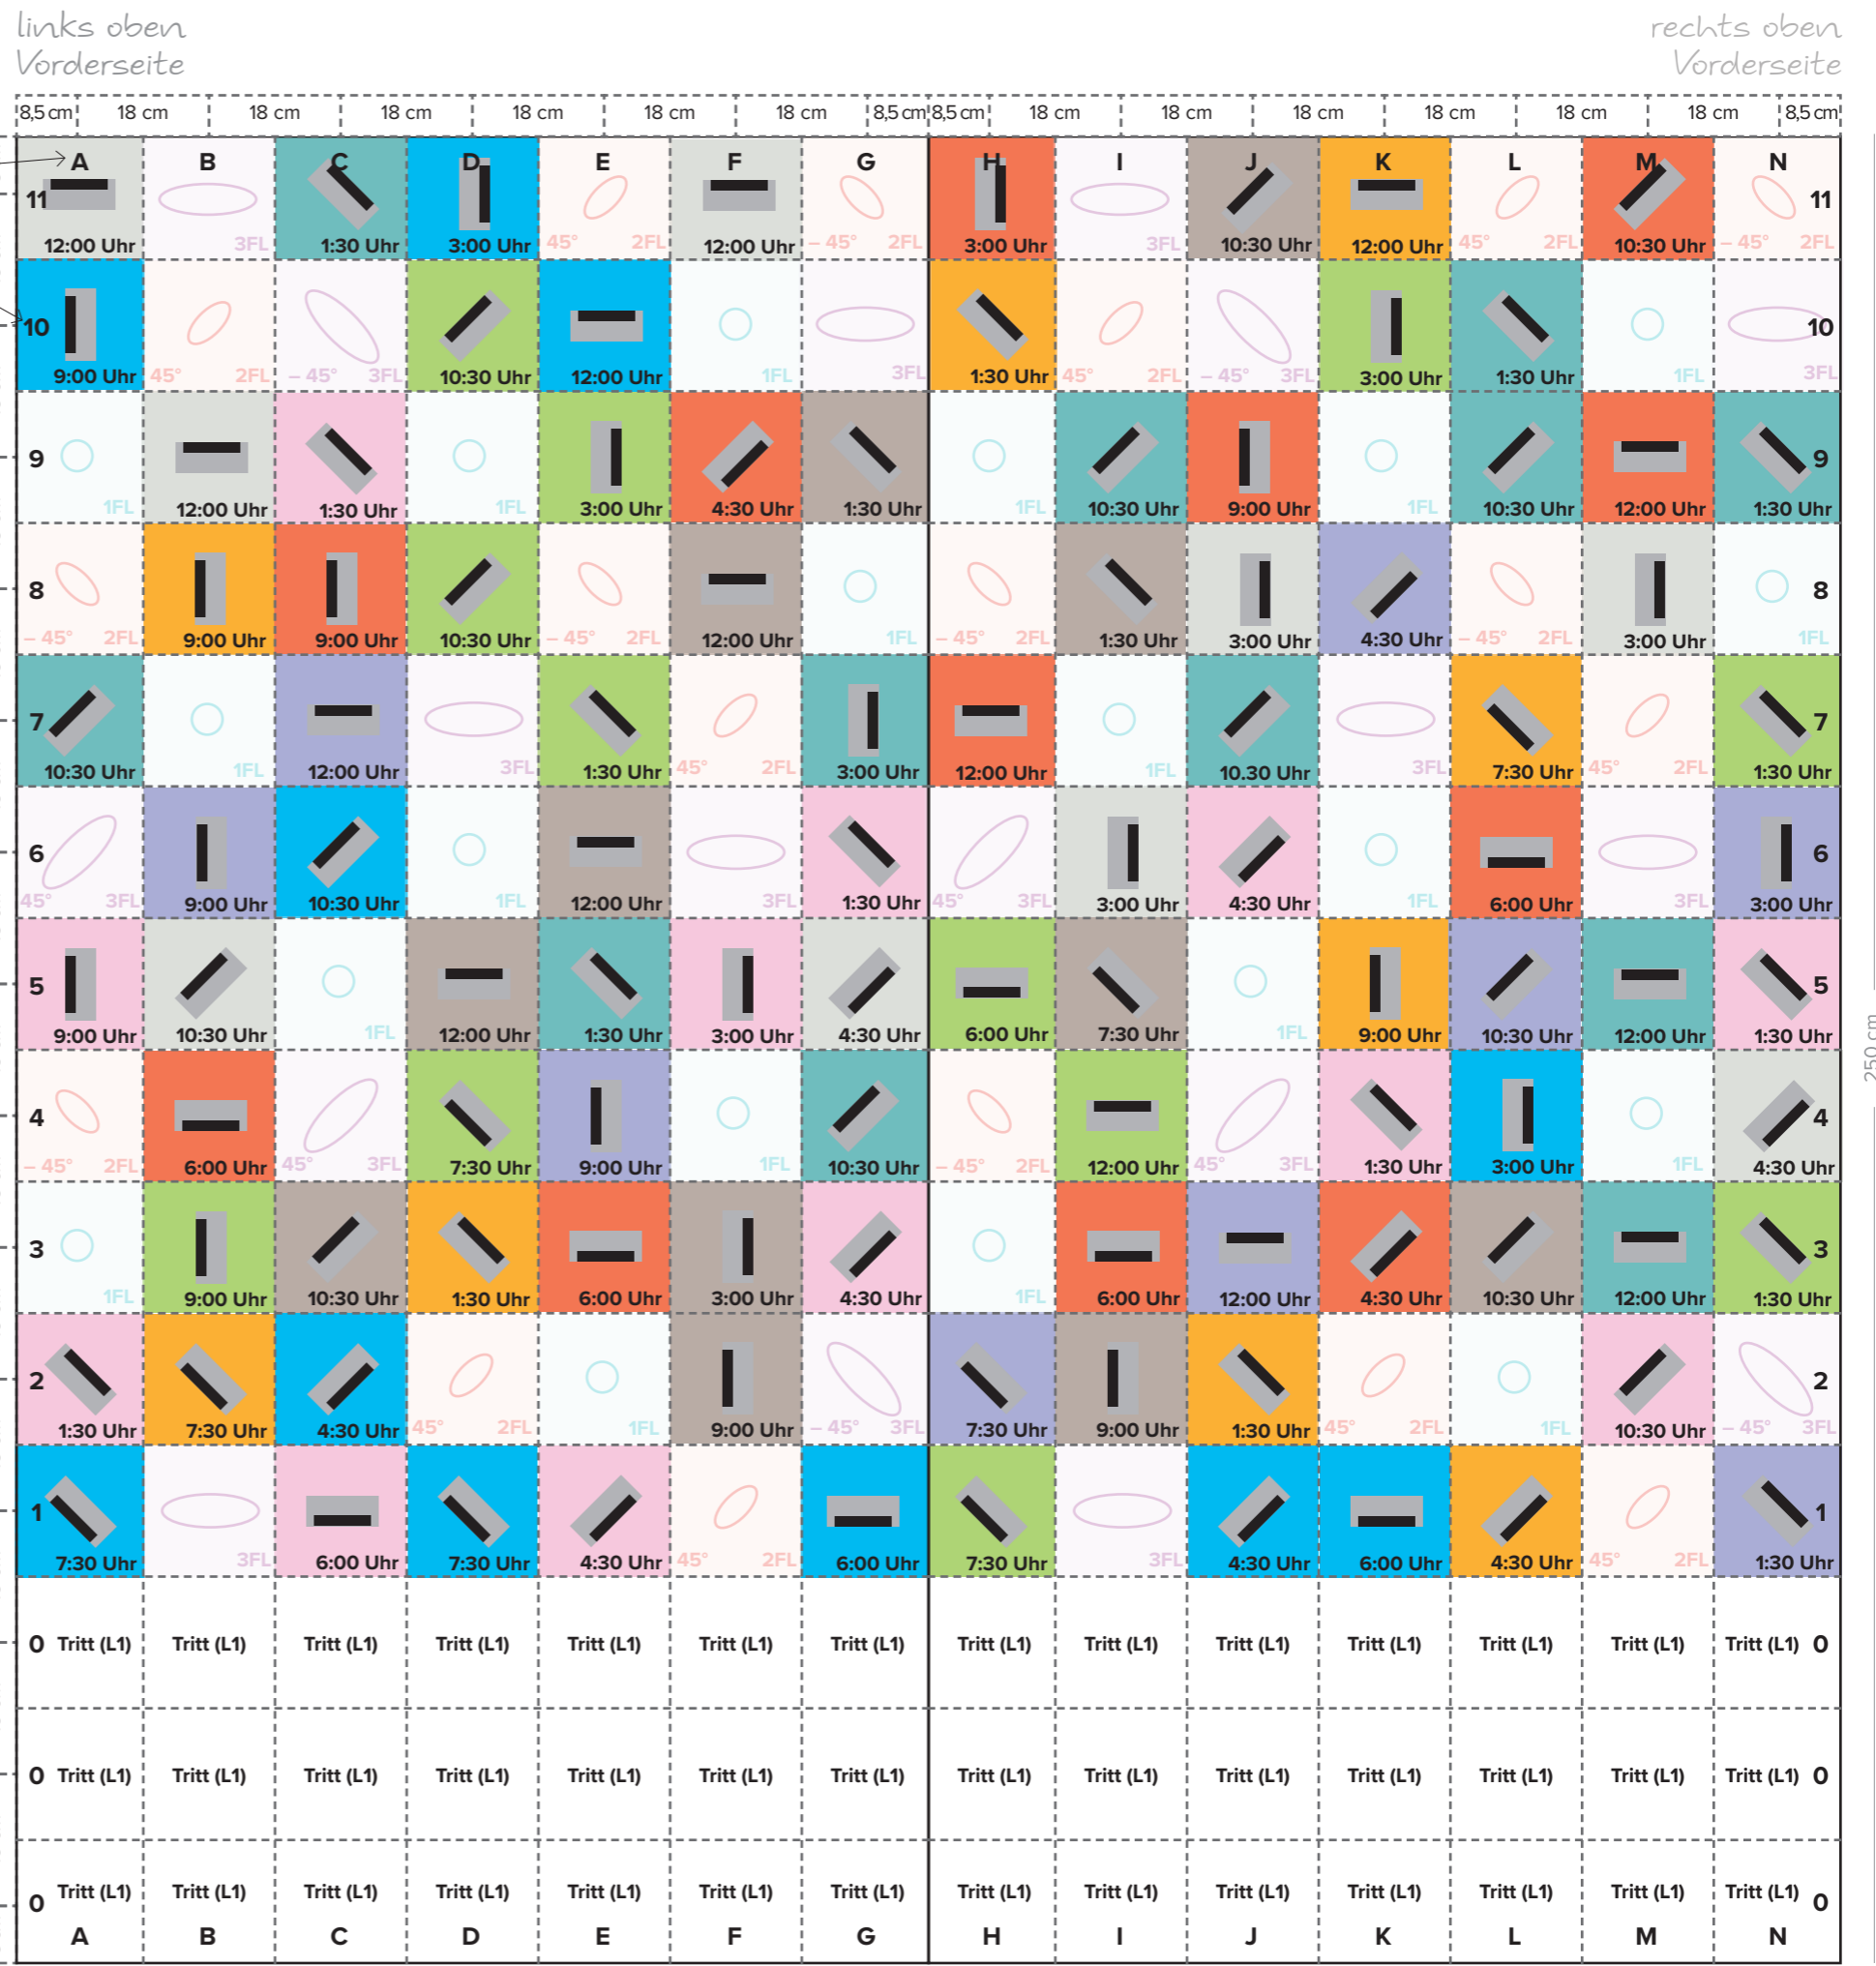 links oben
Vorderseite
rechts oben
Vorderseite
8,5 cm 18 cm 18 cm 18 cm 18 cm 18 cm 18 cm 8,5 cm 8,5 cm 18 cm 18 cm 18 cm 18 cm 18 cm 18 cm 8,5 cm
A B C D E F G H I J K L M N
11 11
12:00 Uhr 3FL 1:30 Uhr 3:00 Uhr 45° 2FL 12:00 Uhr – 45° 2FL 3:00 Uhr 3FL 10:30 Uhr 12:00 Uhr 45° 2FL 10:30 Uhr – 45° 2FL
10 10
9:00 Uhr 45° 2FL – 45° 3FL 10:30 Uhr 12:00 Uhr 1FL 3FL 1:30 Uhr 45° 2FL – 45° 3FL 3:00 Uhr 1:30 Uhr 1FL 3FL
9 9
1FL 12:00 Uhr 1:30 Uhr 1FL 3:00 Uhr 4:30 Uhr 1:30 Uhr 1FL 10:30 Uhr 9:00 Uhr 1FL 10:30 Uhr 12:00 Uhr 1:30 Uhr
8 8
– 45° 2FL 9:00 Uhr 9:00 Uhr 10:30 Uhr – 45° 2FL 12:00 Uhr 1FL – 45° 2FL 1:30 Uhr 3:00 Uhr 4:30 Uhr – 45° 2FL 3:00 Uhr 1FL
7 7
10:30 Uhr 1FL 12:00 Uhr 3FL 1:30 Uhr 45° 2FL 3:00 Uhr 12:00 Uhr 1FL 10.30 Uhr 3FL 7:30 Uhr 45° 2FL 1:30 Uhr
6 6
45° 3FL 9:00 Uhr 10:30 Uhr 1FL 12:00 Uhr 3FL 1:30 Uhr 45° 3FL 3:00 Uhr 4:30 Uhr 1FL 6:00 Uhr 3FL 3:00 Uhr
5 5
9:00 Uhr 10:30 Uhr 1FL 12:00 Uhr 1:30 Uhr 3:00 Uhr 4:30 Uhr 6:00 Uhr 7:30 Uhr 1FL 9:00 Uhr 10:30 Uhr 12:00 Uhr 1:30 Uhr
4 4
– 45° 2FL 6:00 Uhr 45° 3FL 7:30 Uhr 9:00 Uhr 1FL 10:30 Uhr – 45° 2FL 12:00 Uhr 45° 3FL 1:30 Uhr 3:00 Uhr 1FL 4:30 Uhr
250 cm
3 3
1FL 9:00 Uhr 10:30 Uhr 1:30 Uhr 6:00 Uhr 3:00 Uhr 4:30 Uhr 1FL 6:00 Uhr 12:00 Uhr 4:30 Uhr 10:30 Uhr 12:00 Uhr 1:30 Uhr
2 2
1:30 Uhr 7:30 Uhr 4:30 Uhr 45° 2FL 1FL 9:00 Uhr – 45° 3FL 7:30 Uhr 9:00 Uhr 1:30 Uhr 45° 2FL 1FL 10:30 Uhr – 45° 3FL
1 1
7:30 Uhr 3FL 6:00 Uhr 7:30 Uhr 4:30 Uhr 45° 2FL 6:00 Uhr 7:30 Uhr 3FL 4:30 Uhr 6:00 Uhr 4:30 Uhr 45° 2FL 1:30 Uhr
0 Tritt (L1) Tritt (L1) Tritt (L1) Tritt (L1) Tritt (L1) Tritt (L1) Tritt (L1) Tritt (L1) Tritt (L1) Tritt (L1) Tritt (L1) Tritt (L1) Tritt (L1) Tritt (L1) 0
0 Tritt (L1) Tritt (L1) Tritt (L1) Tritt (L1) Tritt (L1) Tritt (L1) Tritt (L1) Tritt (L1) Tritt (L1) Tritt (L1) Tritt (L1) Tritt (L1) Tritt (L1) Tritt (L1) 0
0 Tritt (L1) Tritt (L1) Tritt (L1) Tritt (L1) Tritt (L1) Tritt (L1) Tritt (L1) Tritt (L1) Tritt (L1) Tritt (L1) Tritt (L1) Tritt (L1) Tritt (L1) Tritt (L1) 0
A B C D E F G H I J K L M N